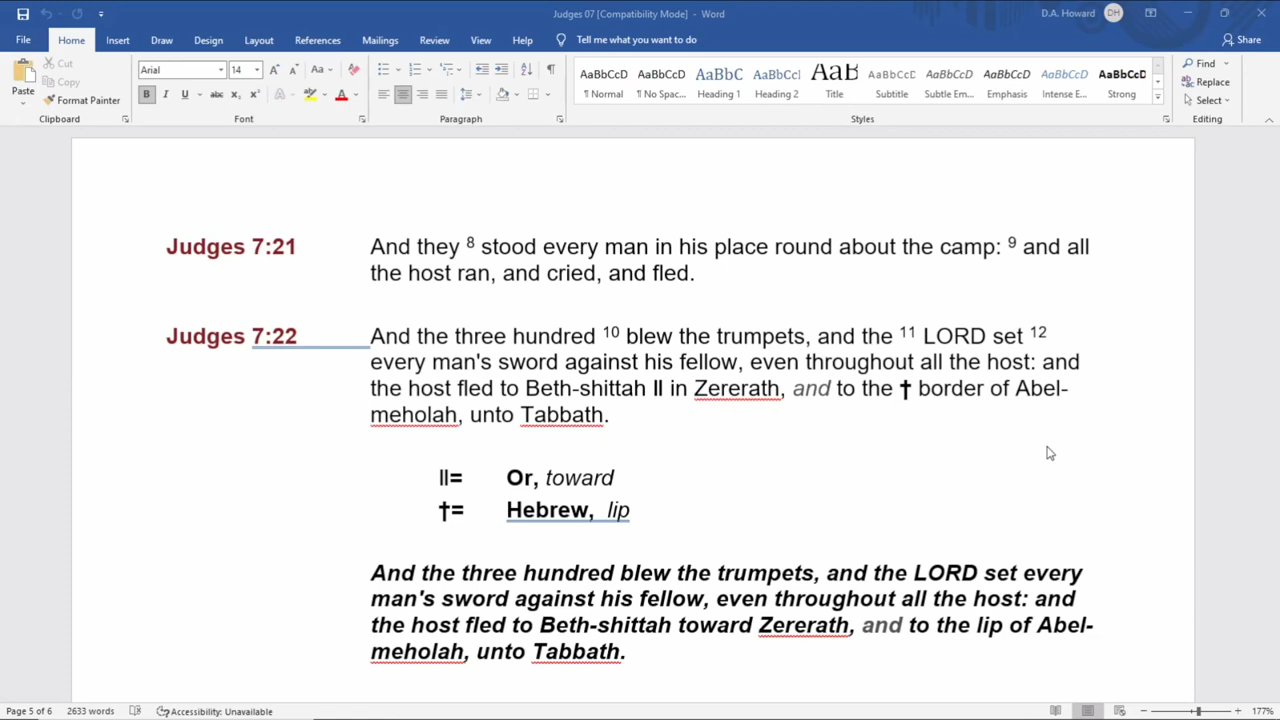 Judges 07 [Compatibility Mode] - Word
D.A. Howard DH
File Home Insert Draw Design Layout References Mailings Review View Help Tell me what you want to do Share
Paste
Cut
Copy
Format Painter
Clipboard
Arial 14
Font
Paragraph
AaBbCcD AaBbCcD AaBbC AaBbCcI AaB AaBbCcD AaBbCcD AaBbCcD AaBbCcD AaBbCcD
¶ Normal ¶ No Spac... Heading 1 Heading 2 Title Subtitle Subtle Em... Emphasis Intense E... Strong
Styles
Find
Replace
Select
Editing
Judges 7:21 And they 8 stood every man in his place round about the camp: 9 and all
the host ran, and cried, and fled.
Judges 7:22 And the three hundred 10 blew the trumpets, and the 11 LORD set 12
every man's sword against his fellow, even throughout all the host: and
the host fled to Beth-shittah ǁ in Zererath, and to the † border of Abel-
meholah, unto Tabbath.
ǁ= Or, toward
†= Hebrew, lip
And the three hundred blew the trumpets, and the LORD set every
man's sword against his fellow, even throughout all the host: and
the host fled to Beth-shittah toward Zererath, and to the lip of Abel-
meholah, unto Tabbath.
Page 5 of 6 2633 words Accessibility: Unavailable 177%